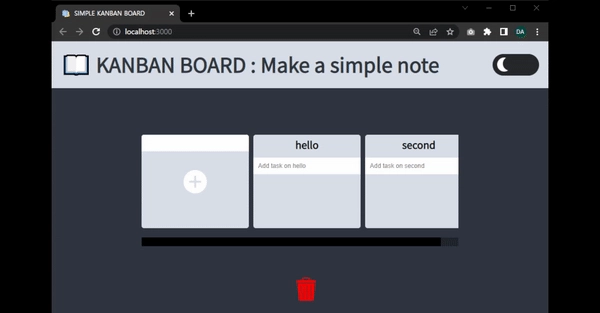 SIMPLE KANBAN BOARD
localhost:3000
DA
KANBAN BOARD : Make a simple note
hello
second
Add task on hello
Add task on second